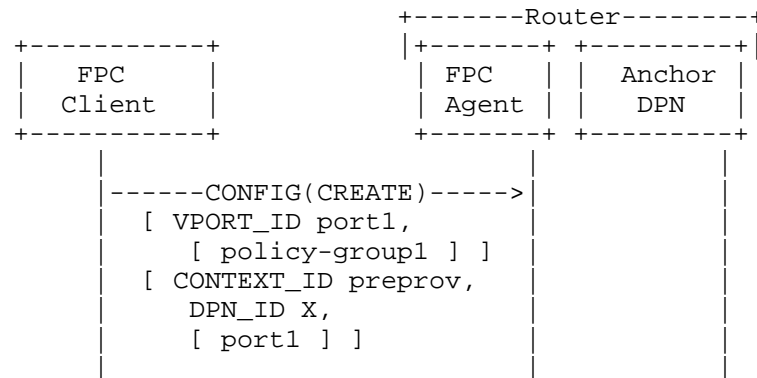 +-------Router--------+
+-----------+ |+-------+ +---------+|
| FPC | | FPC | | Anchor |
| Client | | Agent | | DPN |
+-----------+ +-------+ +---------+
| | |
|------CONFIG(CREATE)----->| |
| [ VPORT_ID port1, | |
| [ policy-group1 ] ] | |
| [ CONTEXT_ID preprov, | |
| DPN_ID X, | |
| [ port1 ] ] | |
| | |